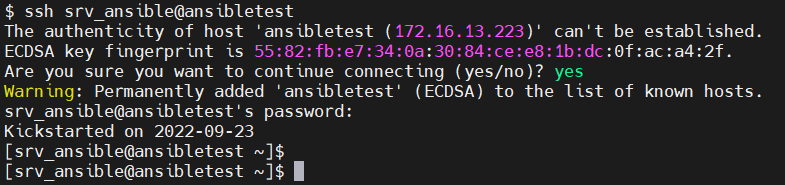 $ ssh srv_ansible@ansibletest
The authenticity of host 'ansibletest (172.16.13.223)' can't be established.
ECDSA key fingerprint is 55:82:fb:e7:34:0a:30:84:ce:e8:1b:dc:0f:ac:a4:2f.
Are you sure you want to continue connecting (yes/no)? yes
Warning: Permanently added 'ansibletest' (ECDSA) to the list of known hosts.
srv_ansible@ansibletest's password:
Kickstarted on 2022-09-23
[srv_ansible@ansibletest ~]$
[srv_ansible@ansibletest ~]$